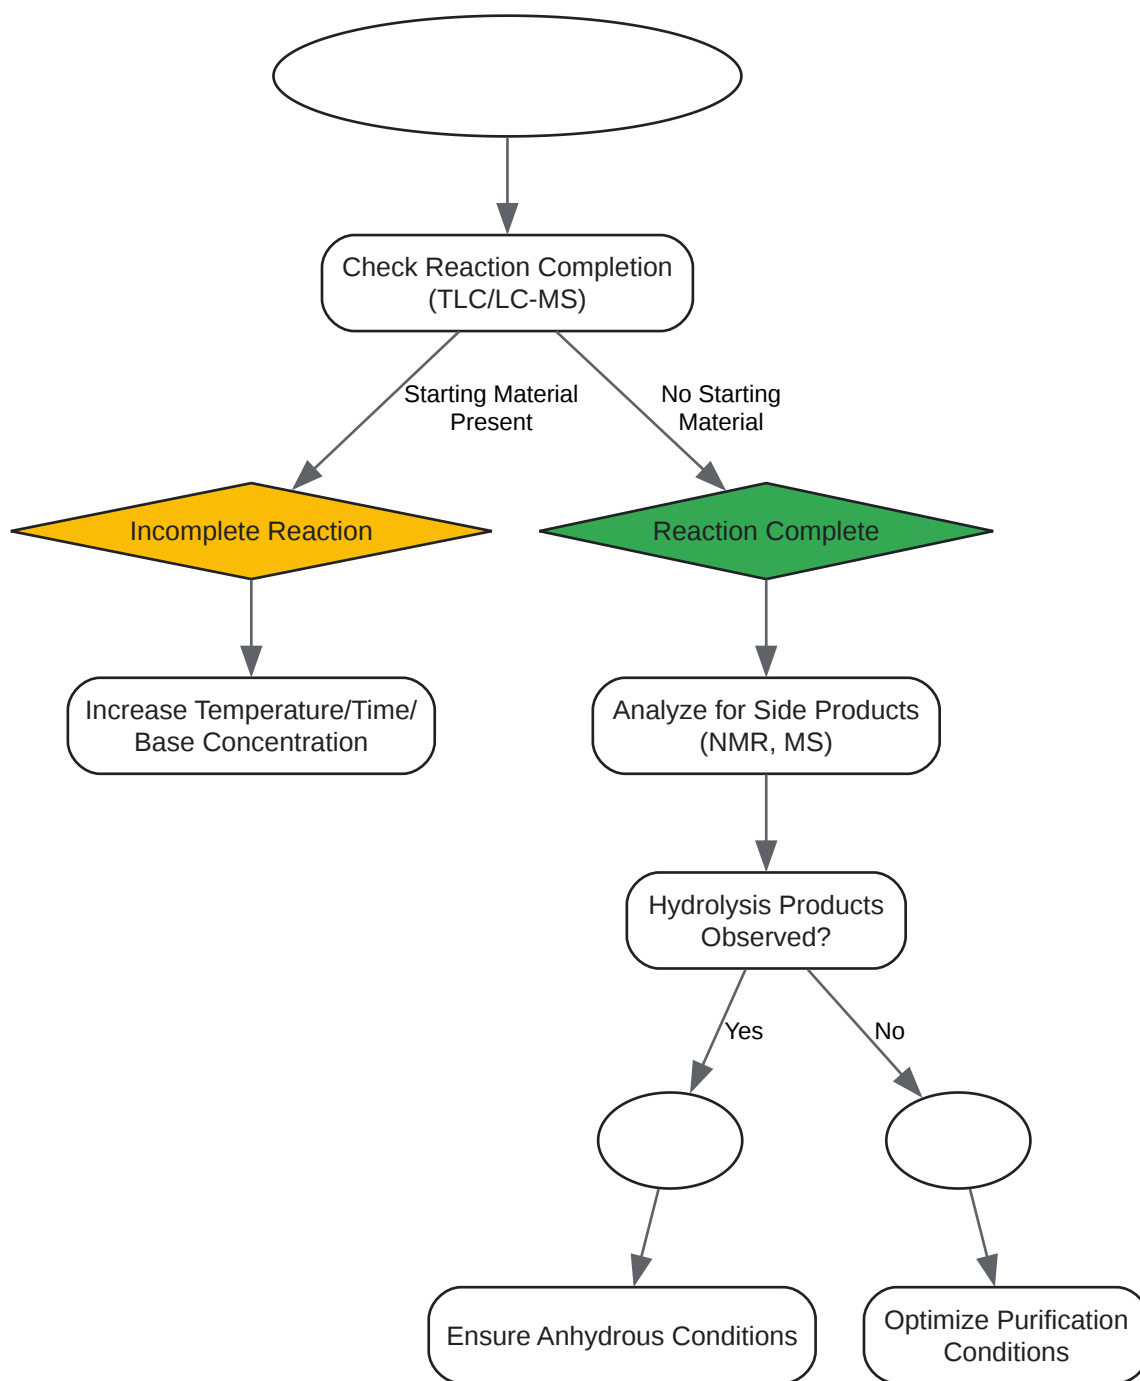 Check Reaction Completion
(TLC/LC-MS)
Starting Material
Present
No Starting
Material
Incomplete Reaction
Reaction Complete
Increase Temperature/Time/
Base Concentration
Analyze for Side Products
(NMR, MS)
Hydrolysis Products
Observed?
Yes
No
Ensure Anhydrous Conditions
Optimize Purification
Conditions